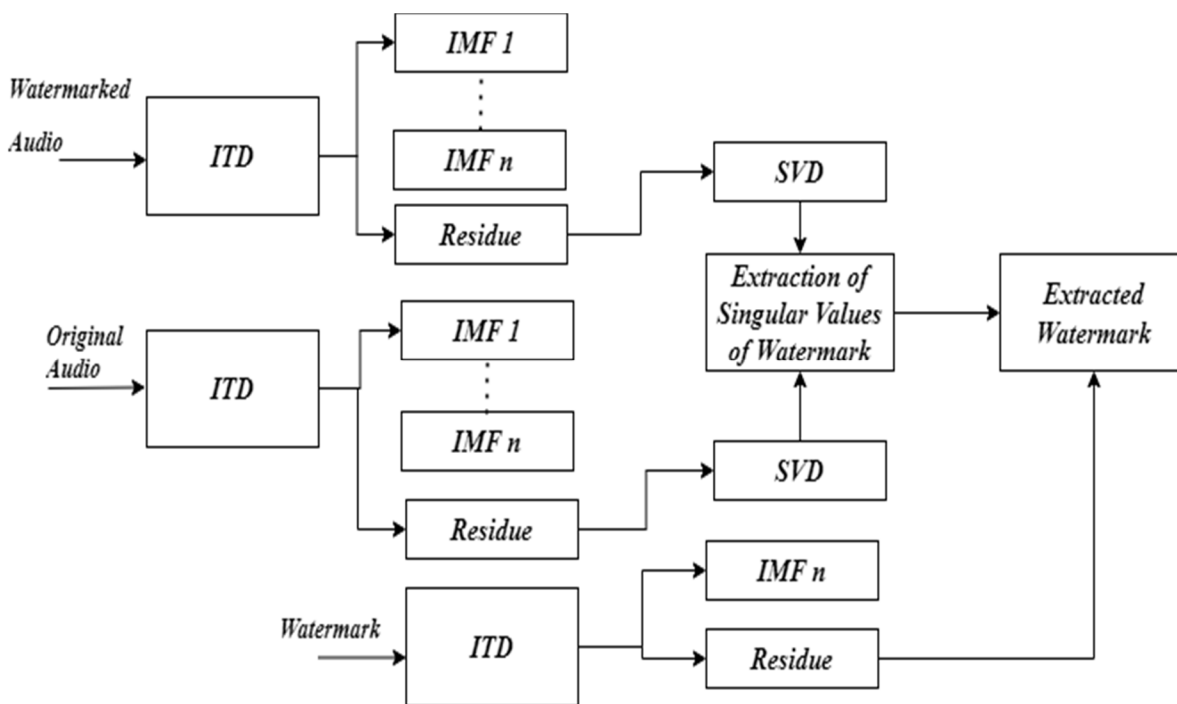 IMF 1
Watermarked
Audio
ITD
IMF n
SVD
Residue
Extraction of
Singular Values
of Watermark
Extracted
Watermark
Original
Audio
ITD
IMF 1
IMF n
SVD
Residue
IMF n
Watermark
ITD
Residue